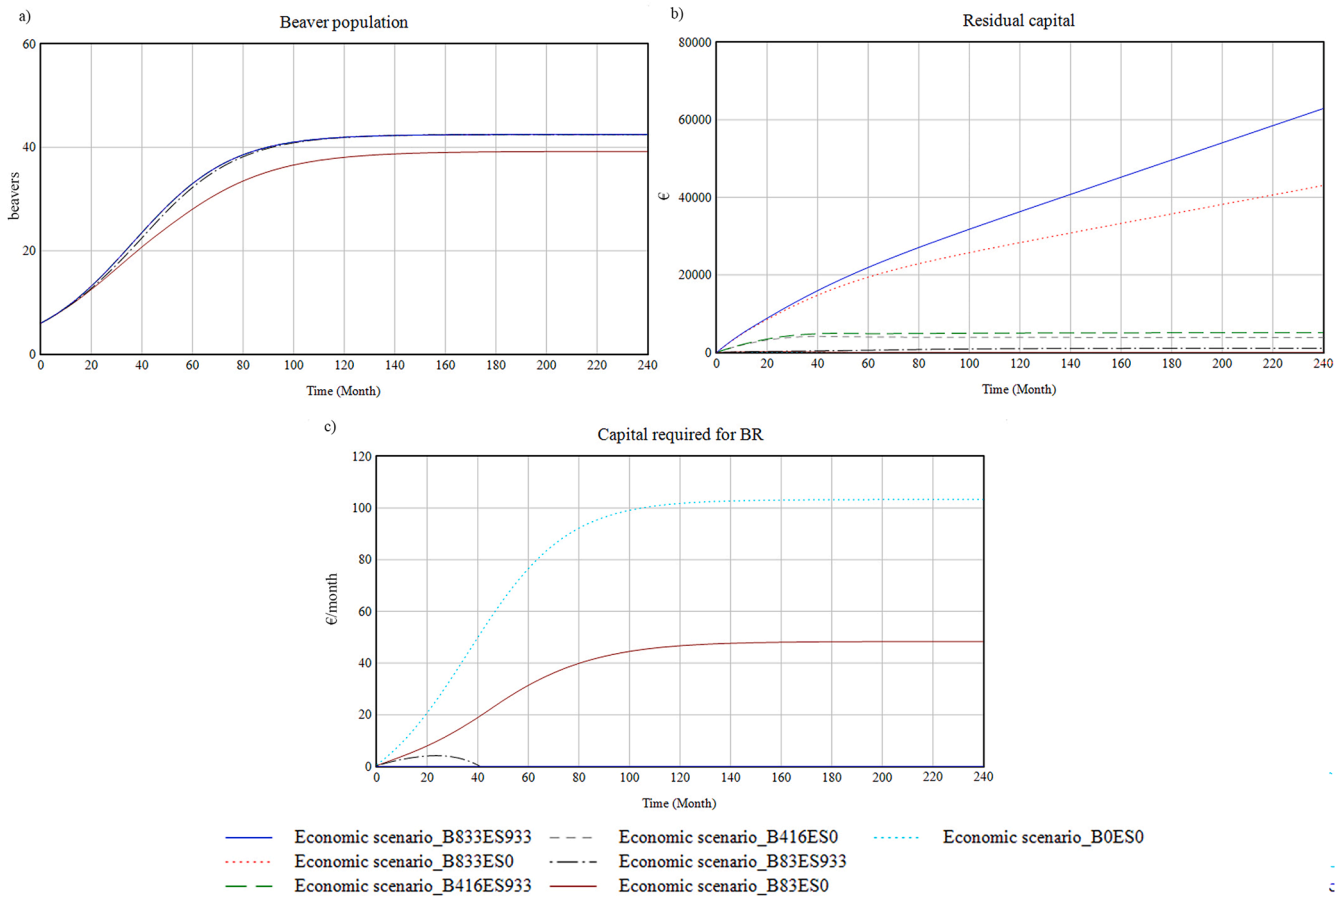 a)
Beaver population
60
40
20
0
beavers
0 20 40 60 80 100 120 140 160 180 200 220 240
Time (Month)
b)
Residual capital
80000
60000
40000
20000
0
€
0 20 40 60 80 100 120 140 160 180 200 220 240
Time (Month)
c)
Capital required for BR
120
100
80
60
40
20
0
€/month
0 20 40 60 80 100 120 140 160 180 200 220 240
Time (Month)
Economic scenario_B833ES933
Economic scenario_B833ES0
Economic scenario_B416ES933
Economic scenario_B416ES0
Economic scenario_B83ES933
Economic scenario_B83ES0
Economic scenario_B0ES0